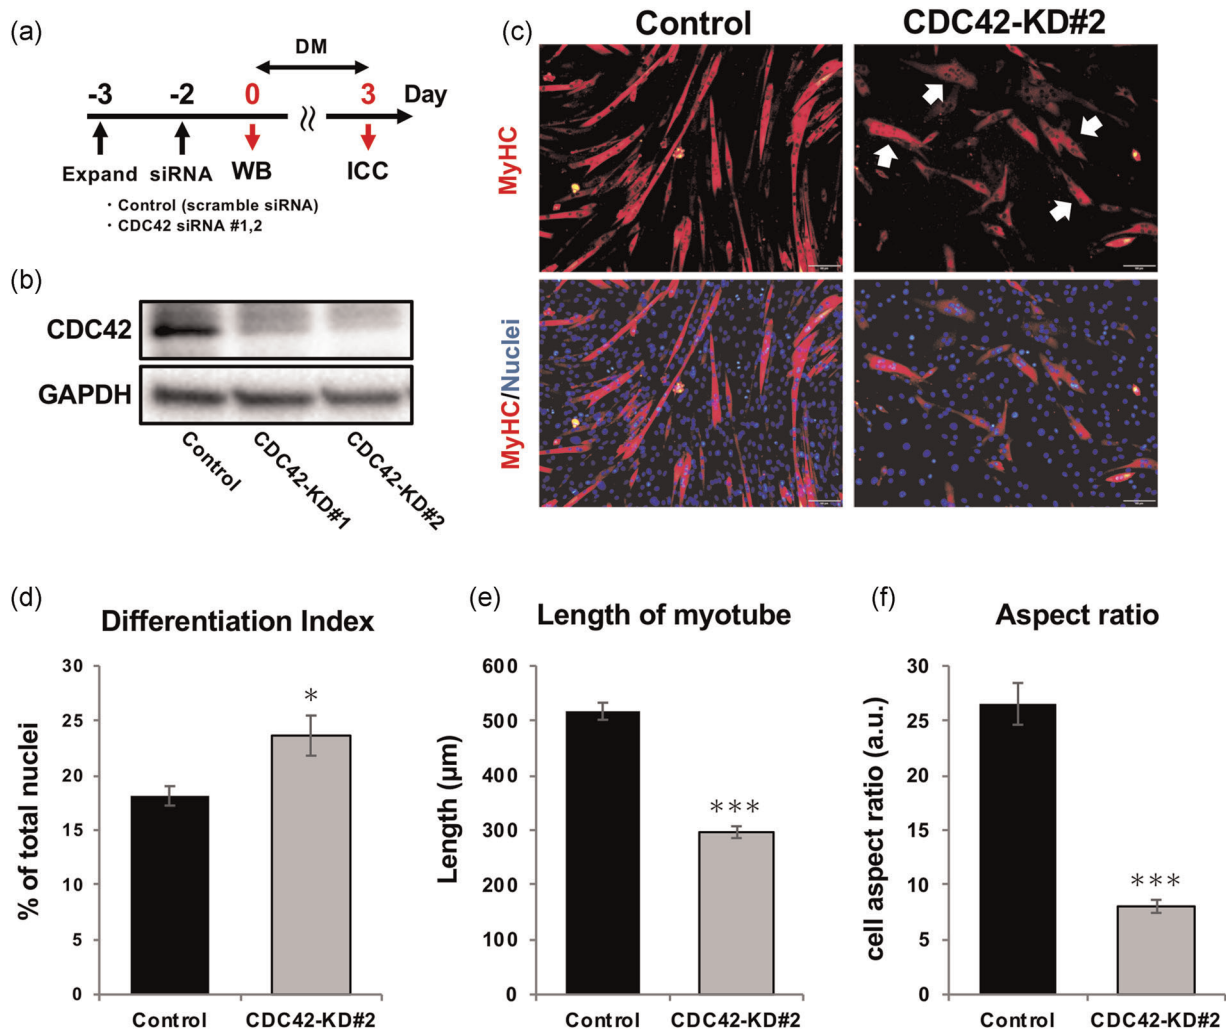 (a)
DM
-3 -2 0 3 Day
Expand siRNA WB ICC
・Control (scramble siRNA)
・CDC42 siRNA #1,2
(b)
CDC42
GAPDH
Control
CDC42-KD#1
CDC42-KD#2
(c)
Control CDC42-KD#2
MyHC
MyHC/Nuclei
(d)
Differentiation Index
% of total nuclei
30
25
20
15
10
5
0
*
Control CDC42-KD#2
(e)
Length of myotube
Length (μm)
600
500
400
300
200
100
0
***
Control CDC42-KD#2
(f)
Aspect ratio
cell aspect ratio (a.u.)
30
25
20
15
10
5
0
***
Control CDC42-KD#2